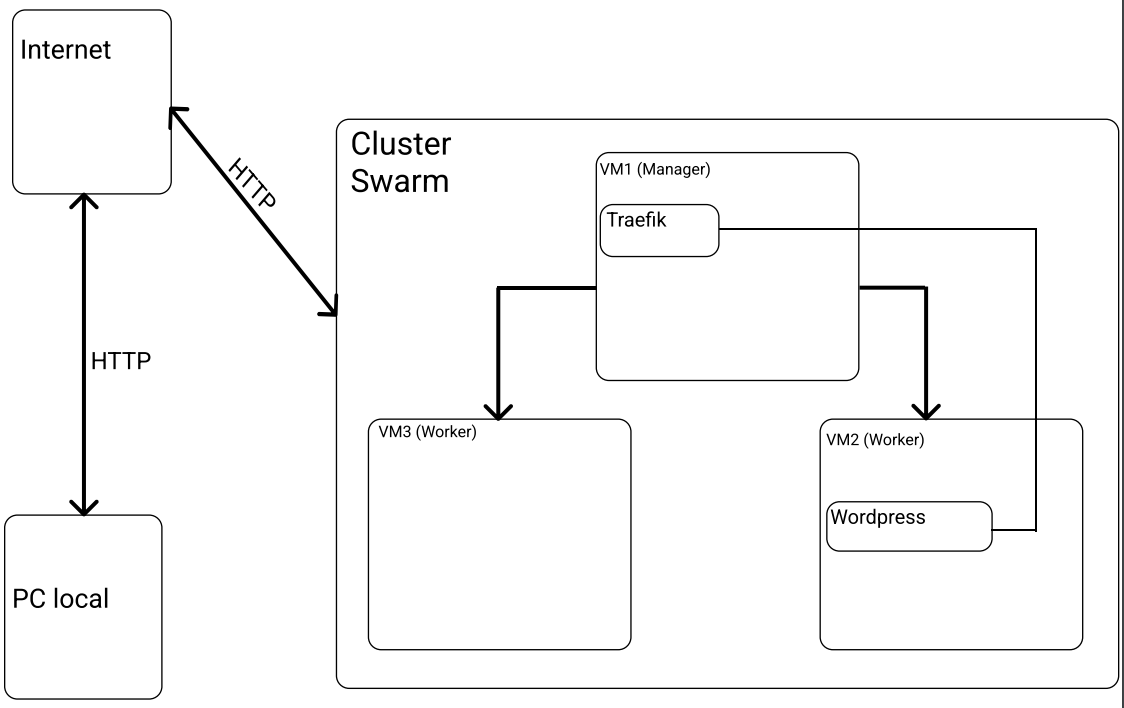 Internet
HTTP
Cluster
Swarm
VM1 (Manager)
Traefik
HTTP
VM3 (Worker)
VM2 (Worker)
Wordpress
PC local